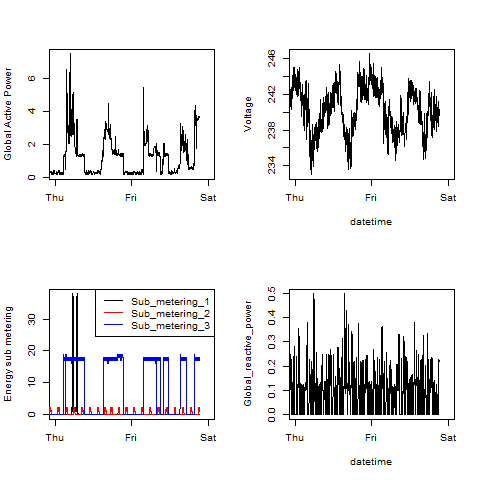 Global Active Power
0 2 4 6
Thu Fri Sat
Voltage
234 238 242 246
Thu Fri Sat
datetime
Energy sub metering
0 10 20 30
Sub_metering_1
Sub_metering_2
Sub_metering_3
Thu Fri Sat
Global_reactive_power
0.0 0.1 0.2 0.3 0.4 0.5
Thu Fri Sat
datetime